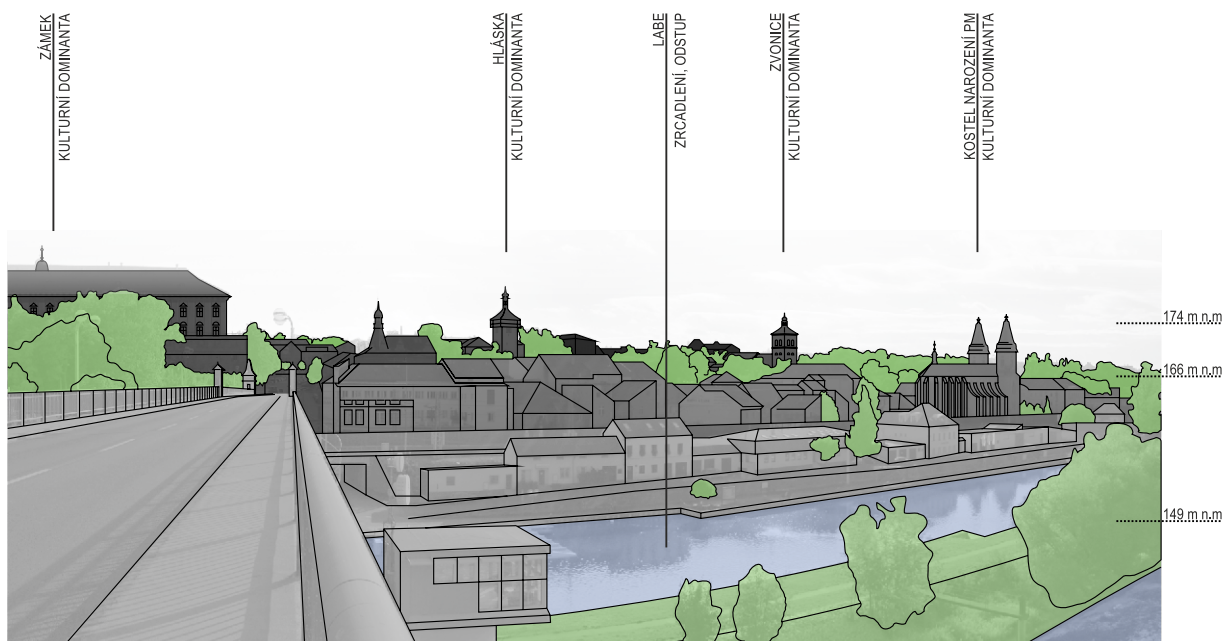 ZÁMEK
KULTURNÍ DOMINANTA
HLÁSKA
KULTURNÍ DOMINANTA
LABE
ZRCADLENÍ, ODSTUP
ZVONICE
KULTURNÍ DOMINANTA
KOSTEL NAROZENÍ PM
KULTURNÍ DOMINANTA
174 m n.m
166 m n.m
149 m n.m